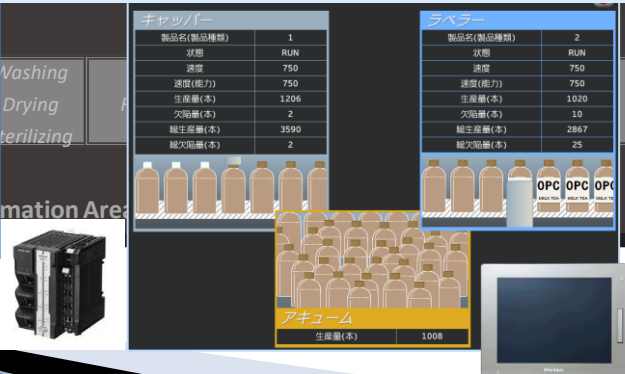 キャッパー
製品名(製品種類) 1
状態 RUN
速度 750
速度(能力) 750
生産量(本) 1206
欠陥量(本) 2
総生産量(本) 3590
総欠陥量(本) 2
ラベラー
製品名(製品種類) 2
状態 RUN
速度 750
速度(能力) 750
生産量(本) 1020
欠陥量(本) 10
総生産量(本) 2867
総欠陥量(本) 25
Washing
Drying
terilizing
mation Area
OPC OPC OPC
MILK TEA MILK TEA MILK TE
アキューム
生産量(本) 1008
Pro-face